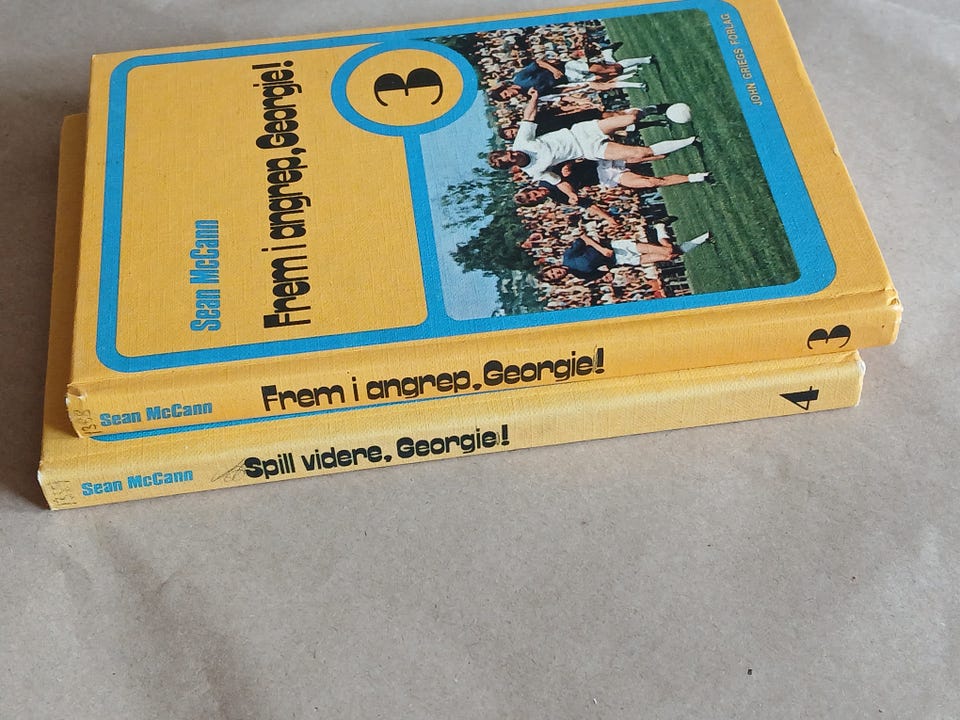 Sean McCann
Frem i angrep, Georgie!
3
JOHN GRIEGS FORLAG
Sean McCann
Frem i angrep, Georgie!
3
Sean McCann
Spill videre, Georgie!
4